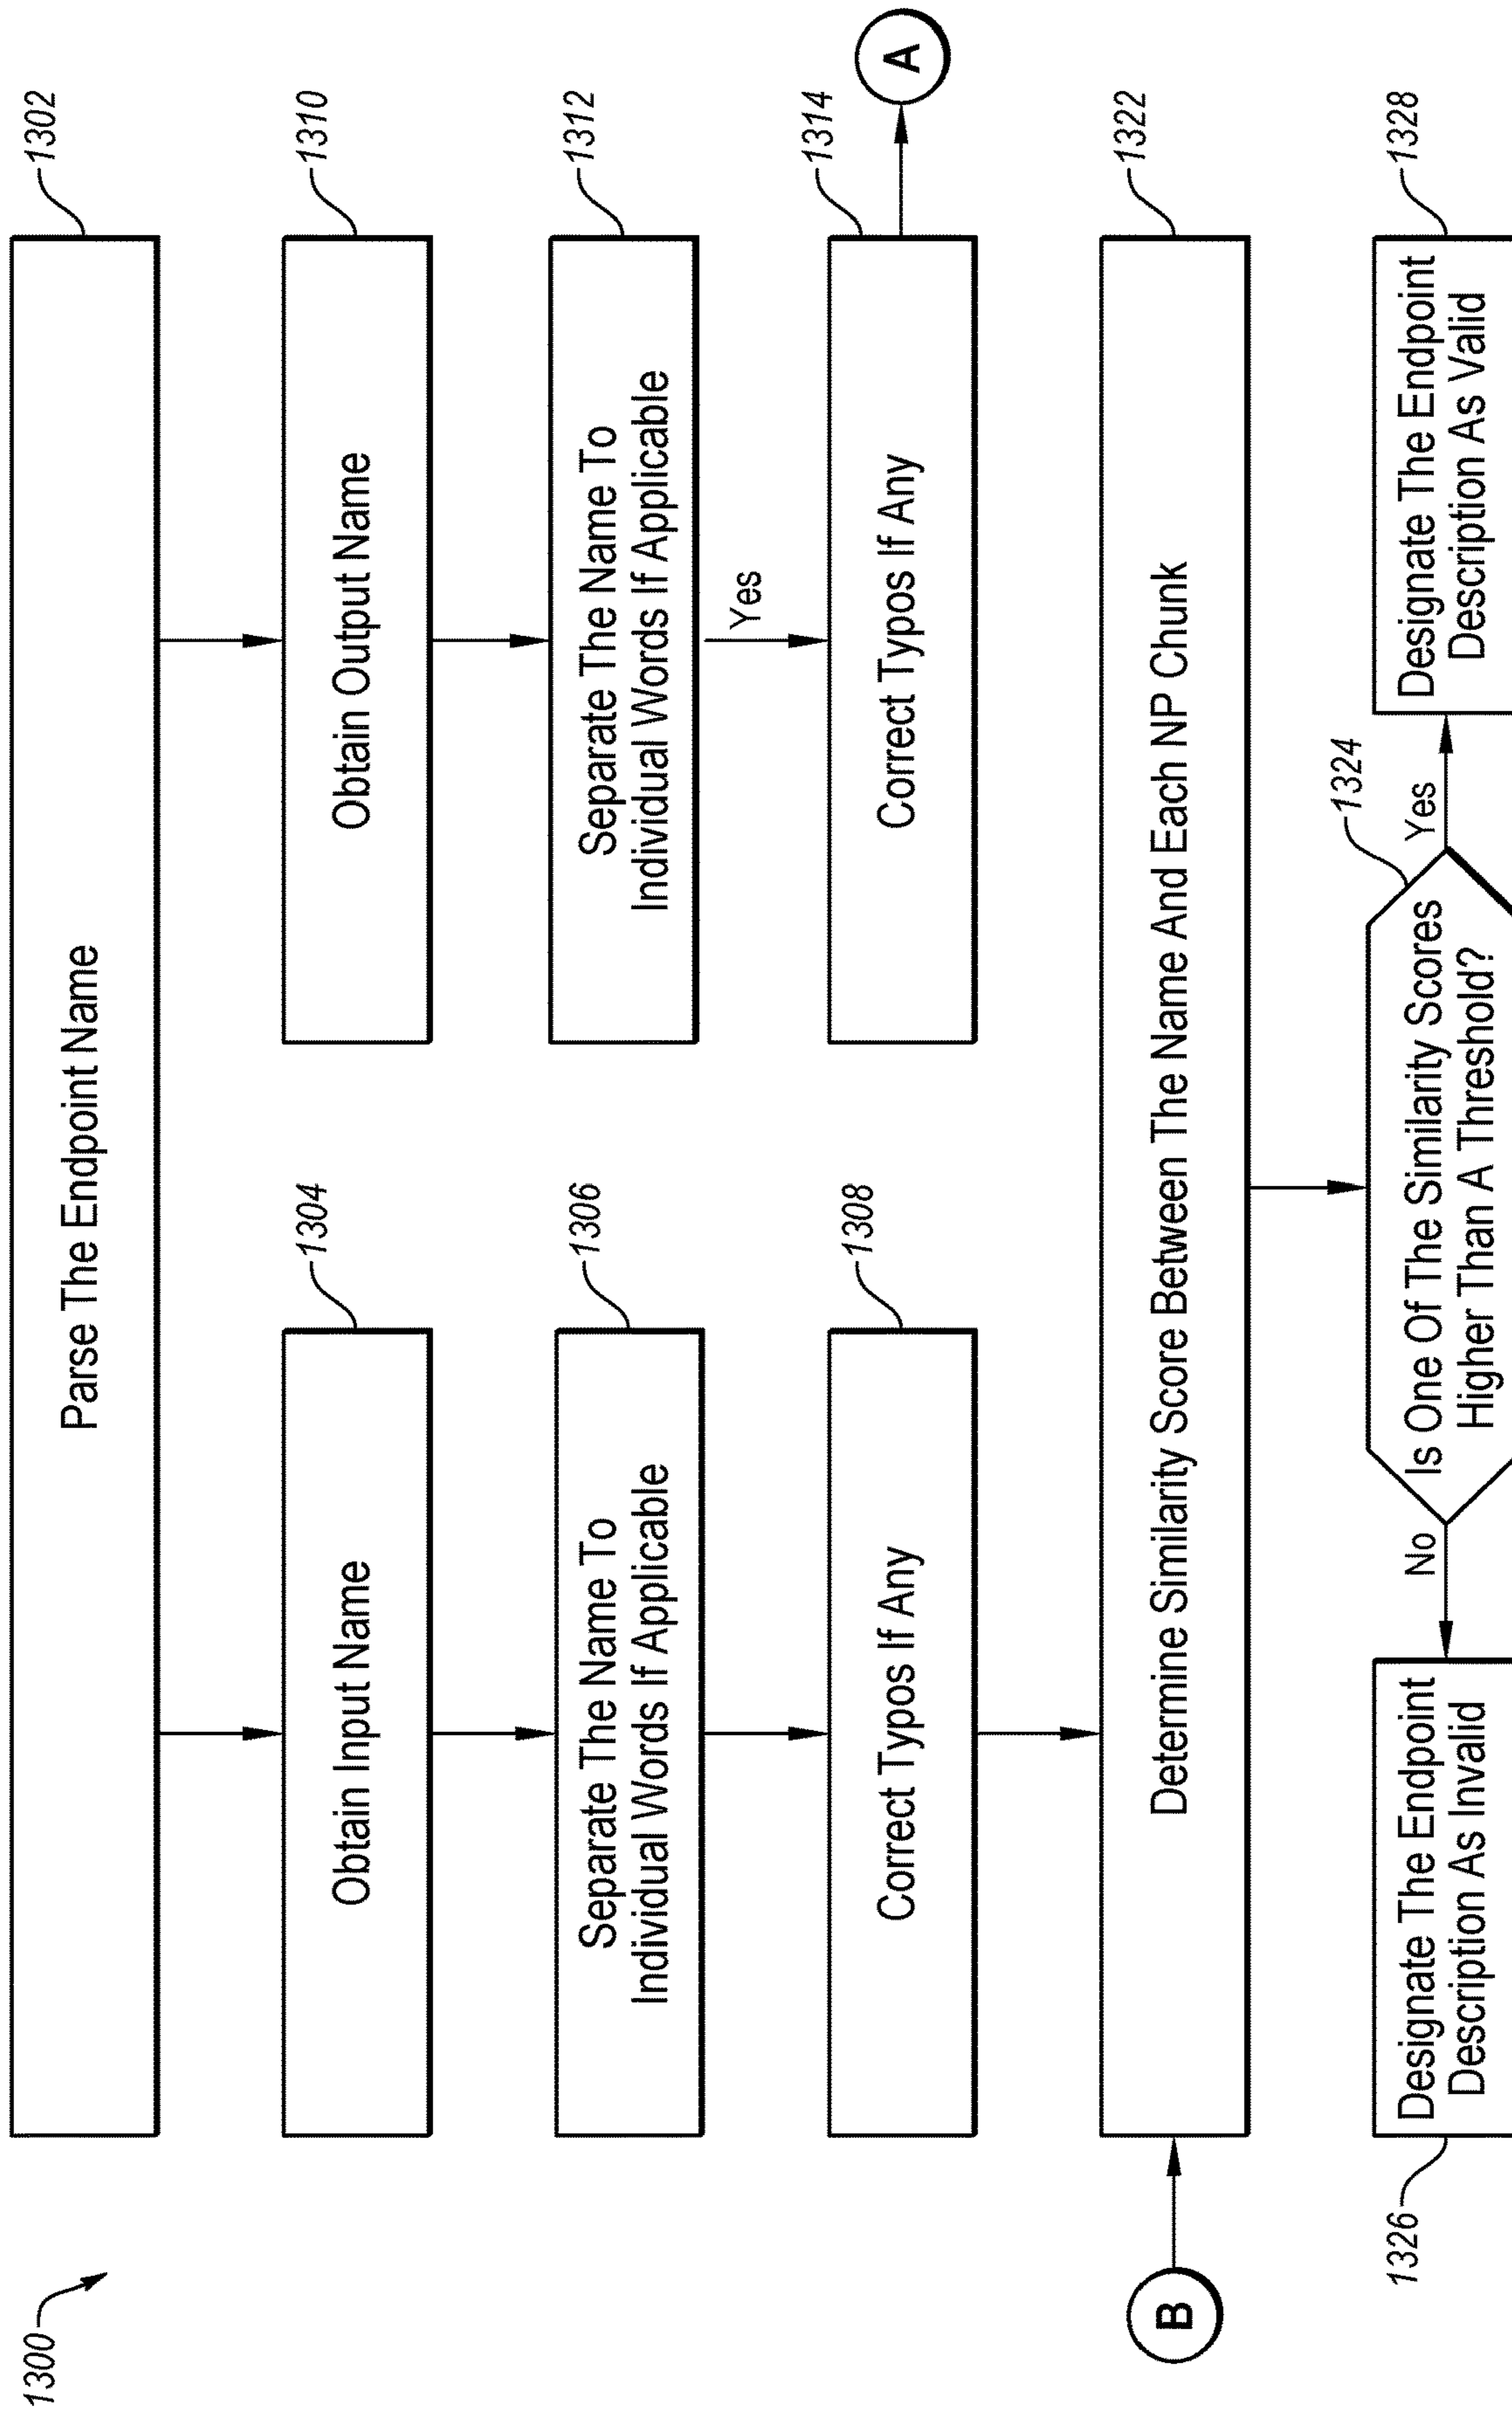 1300
Parse The Endpoint Name
1302
Obtain Input Name
1304
Obtain Output Name
1310
Separate The Name To
Individual Words If Applicable
1306
Separate The Name To
Individual Words If Applicable
1312
Yes
Correct Typos If Any
1308
Correct Typos If Any
1314
A
B
Determine Similarity Score Between The Name And Each NP Chunk
1322
1326
Designate The Endpoint
Description As Invalid
No
Is One Of The Similarity Scores
Higher Than A Threshold?
1324
Yes
Designate The Endpoint
Description As Valid
1328